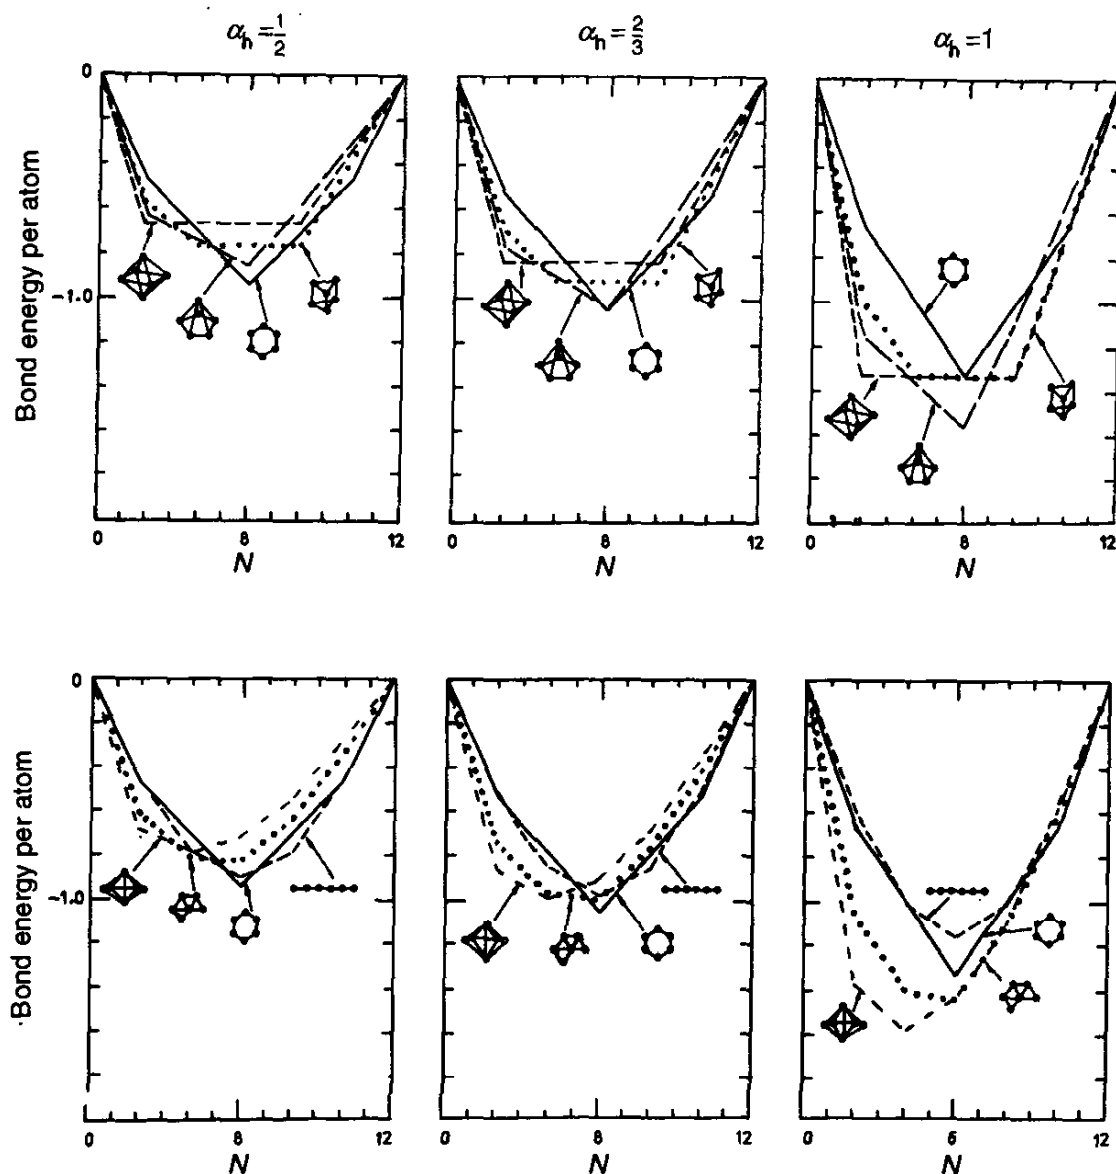 αₕ = 1/2 αₕ = 2/3 αₕ = 1
Bond energy per atom
0
-1.0
0 8 12 0 8 12 0 8 12
N N N
Bond energy per atom
0
-1.0
0 8 12 0 8 12 0 6 12
N N N